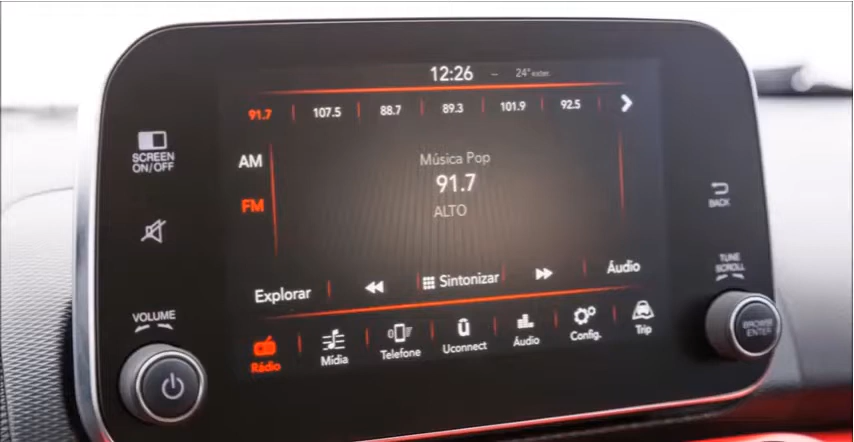 12:26 – 24° exter.
91.7 107.5 88.7 89.3 101.9 92.5
SCREEN
ON/OFF
AM
Música Pop
91.7
FM
ALTO
BACK
TUNE
SCROLL
Explorar
Sintonizar
Áudio
VOLUME
Rádio
Mídia
Telefone
Uconnect
Áudio
Config.
Trip
BROWSE
ENTER